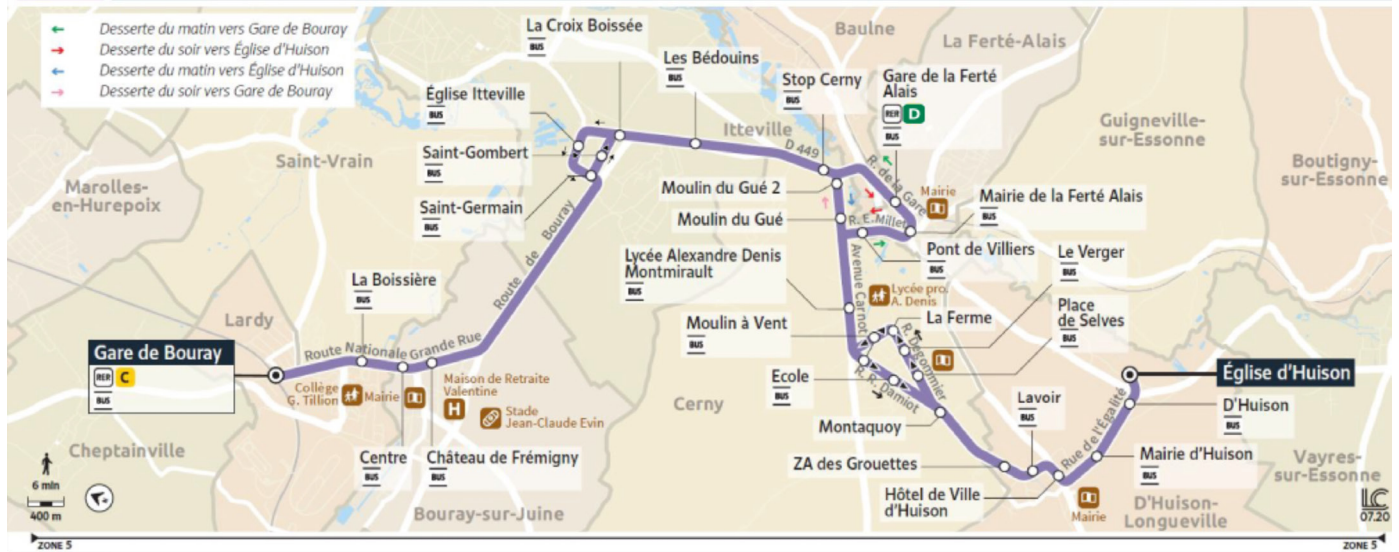 Desserte du matin vers Gare de Bouray
Desserte du soir vers Église d'Huison
Desserte du matin vers Église d'Huison
Desserte du soir vers Gare de Bouray
La Croix Boissée
BUS
Les Bédouins
BUS
Baulne
La Ferté-Alais
Stop Cerny
BUS
Gare de la Ferté
Alais
RER D
BUS
Église Itteville
BUS
Itteville
D 449
Guigneville-
sur-Essonne
Saint-Vrain
Saint-Gombert
BUS
Boutigny-
sur-Essonne
Marolles-
en-Hurepoix
Moulin du Gué 2
R. de la Gare
Mairie
Mairie de la Ferté Alais
BUS
Saint-Germain
BUS
Moulin du Gué
R. E.Millet
Pont de Villiers
BUS
Route de Bouray
Lycée Alexandre Denis
Montmirault
BUS
Avenue Carnot
Le Verger
BUS
La Boissière
BUS
Lycée pro.
A. Denis
Place
de Selves
BUS
Lardy
Moulin à Vent
BUS
La Ferme
R. Degommier
Gare de Bouray
RER C
BUS
Route Nationale
Grande Rue
Ecole
BUS
R. R. Damiot
Église d'Huison
Collège
G. Tillion
Mairie
Maison de Retraite
Valentine
H
Stade
Jean-Claude Evin
Cerny
Lavoir
BUS
Rue de l'Égalité
D'Huison
BUS
Montaquoy
Cheptainville
Centre
BUS
Château de Frémigny
BUS
ZA des Grouettes
Mairie d'Huison
BUS
Vayres-
sur-Essonne
6 min
400 m
Hôtel de Ville
d'Huison
Mairie
D'Huison-
Longueville
Bouray-sur-Juine
LC
07.20
ZONE 5
ZONE 5